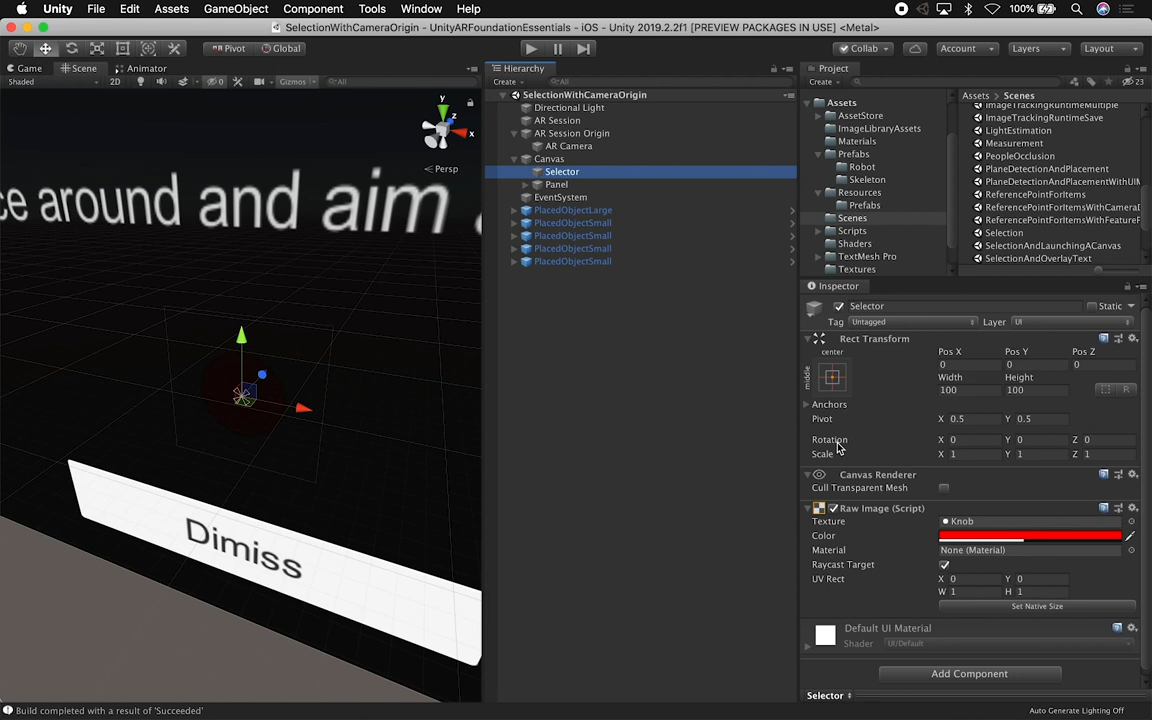 Unity File Edit Assets GameObject Component Tools Window Help 100%
SelectionWithCameraOrigin - UnityARFoundationEssentials - iOS - Unity 2019.2.2f1 [PREVIEW PACKAGES IN USE] <Metal>
Pivot Global Collab Account Layers Layout
Game Scene Animator
Shaded 2D 0 Gizmos All
y
z
x
Persp
ce around and aim
Dimiss
Hierarchy
Create All
SelectionWithCameraOrigin
Directional Light
AR Session
AR Session Origin
AR Camera
Canvas
Selector
Panel
EventSystem
PlacedObjectLarge
PlacedObjectSmall
PlacedObjectSmall
PlacedObjectSmall
PlacedObjectSmall
Project
Create 23
Assets
AssetStore
ImageLibraryAssets
Materials
Prefabs
Robot
Skeleton
Resources
Prefabs
Scenes
Scripts
Shaders
TextMesh Pro
Textures
Assets Scenes
ImageTrackingRuntimeMultiple
ImageTrackingRuntimeSave
LightEstimation
Measurement
PeopleOcclusion
PlaneDetectionAndPlacement
PlaneDetectionAndPlacementWithUIM
ReferencePointForItems
ReferencePointForItemsWithCameraD
ReferencePointForItemsWithFeatureF
Selection
SelectionAndLaunchingACanvas
SelectionAndOverlayText
Inspector
Selector Static
Tag Untagged Layer UI
Rect Transform
center
middle
Pos X Pos Y Pos Z
0 0 0
Width Height
100 100 R
Anchors
Pivot X 0.5 Y 0.5
Rotation X 0 Y 0 Z 0
Scale X 1 Y 1 Z 1
Canvas Renderer
Cull Transparent Mesh
Raw Image (Script)
Texture Knob
Color
Material None (Material)
Raycast Target
UV Rect X 0 Y 0
W 1 H 1
Set Native Size
Default UI Material
Shader UI/Default
Add Component
Selector
Build completed with a result of 'Succeeded'
Auto Generate Lighting Off